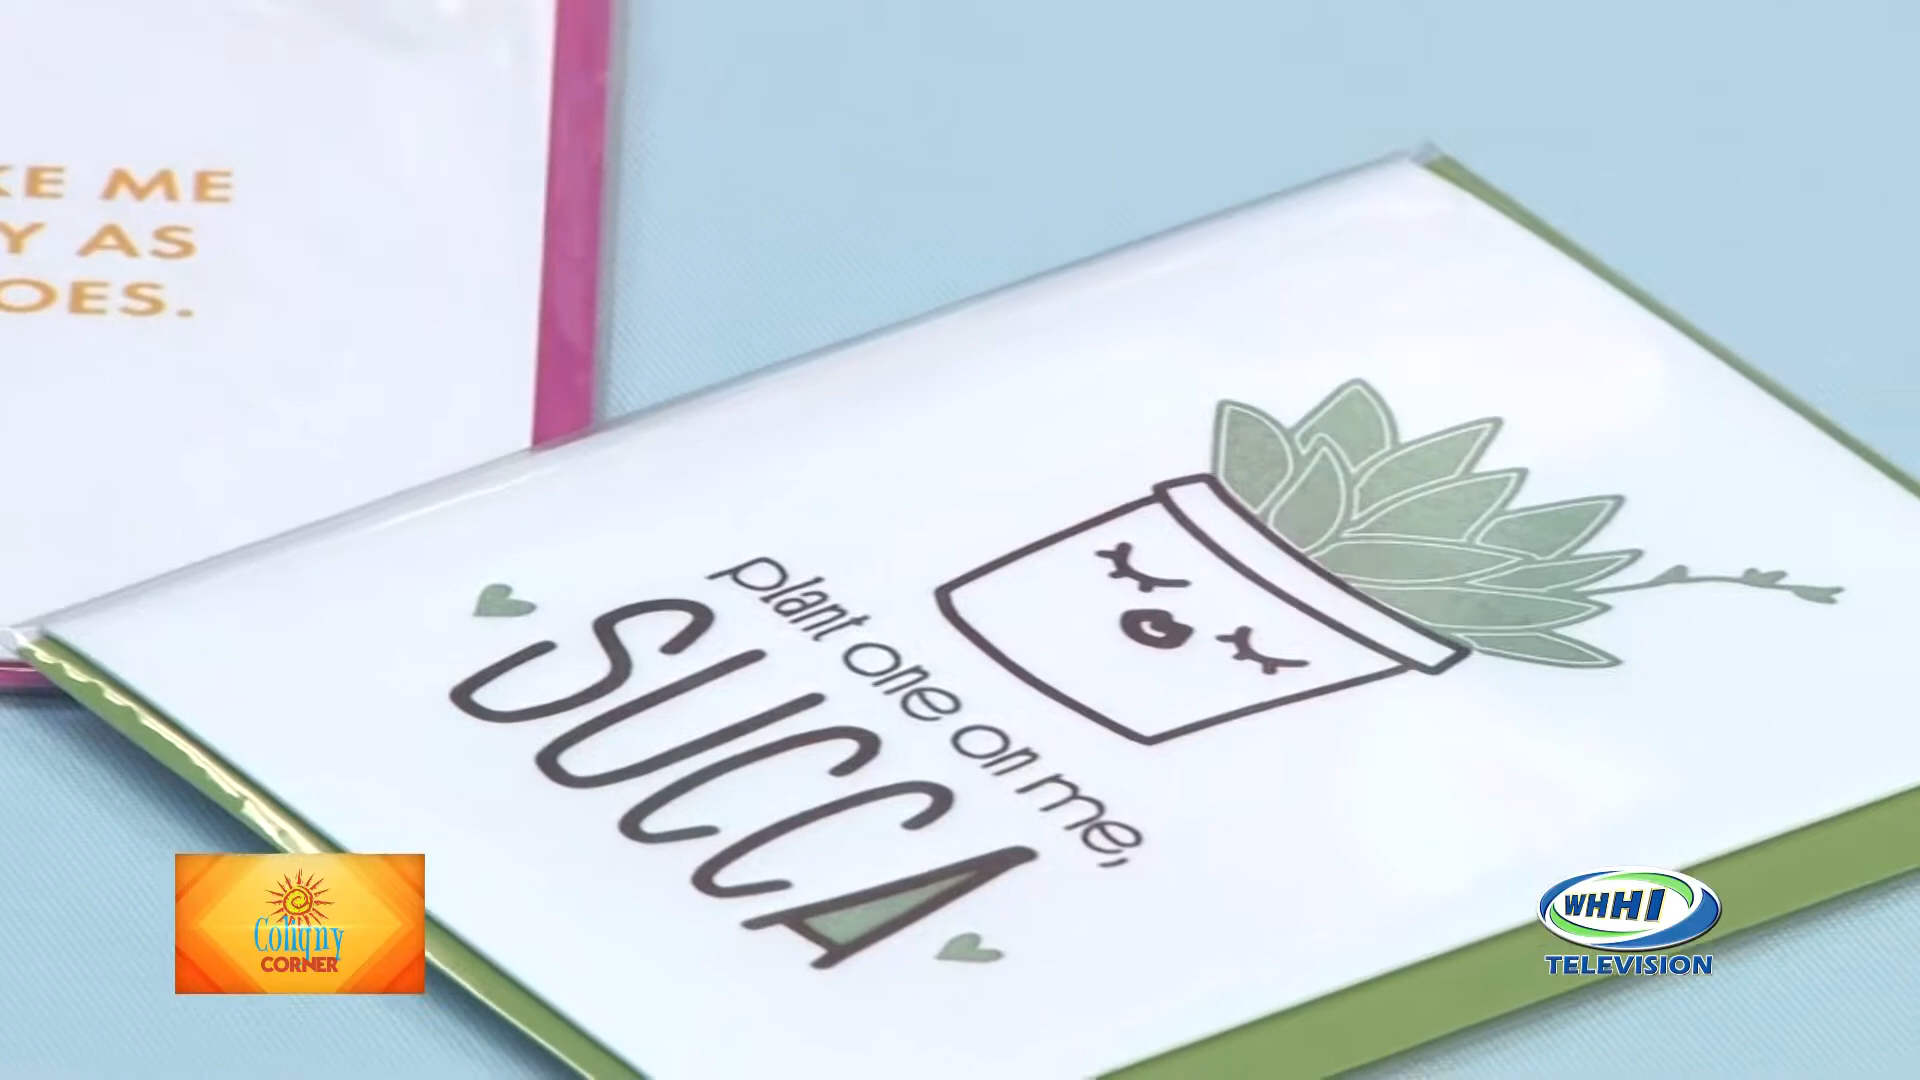 KE ME
Y AS
OES.
plant one on me,
SUCCA
Coligny
CORNER
WHHI
TELEVISION